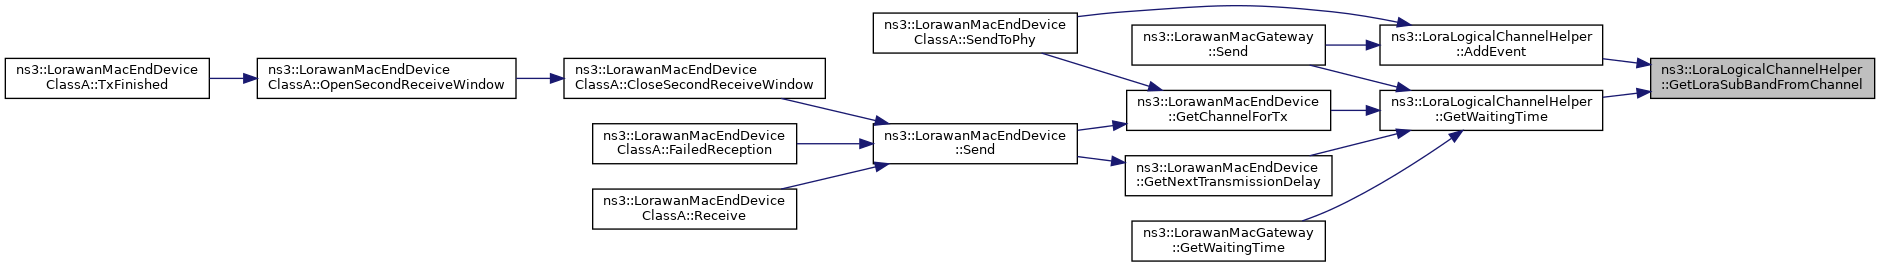 ns3::LorawanMacEndDevice
ClassA::TxFinished
ns3::LorawanMacEndDevice
ClassA::OpenSecondReceiveWindow
ns3::LorawanMacEndDevice
ClassA::CloseSecondReceiveWindow
ns3::LorawanMacEndDevice
ClassA::FailedReception
ns3::LorawanMacEndDevice
ClassA::Receive
ns3::LorawanMacEndDevice
ClassA::SendToPhy
ns3::LorawanMacEndDevice
::Send
ns3::LorawanMacGateway
::Send
ns3::LorawanMacEndDevice
::GetChannelForTx
ns3::LorawanMacEndDevice
::GetNextTransmissionDelay
ns3::LorawanMacGateway
::GetWaitingTime
ns3::LoraLogicalChannelHelper
::AddEvent
ns3::LoraLogicalChannelHelper
::GetWaitingTime
ns3::LoraLogicalChannelHelper
::GetLoraSubBandFromChannel